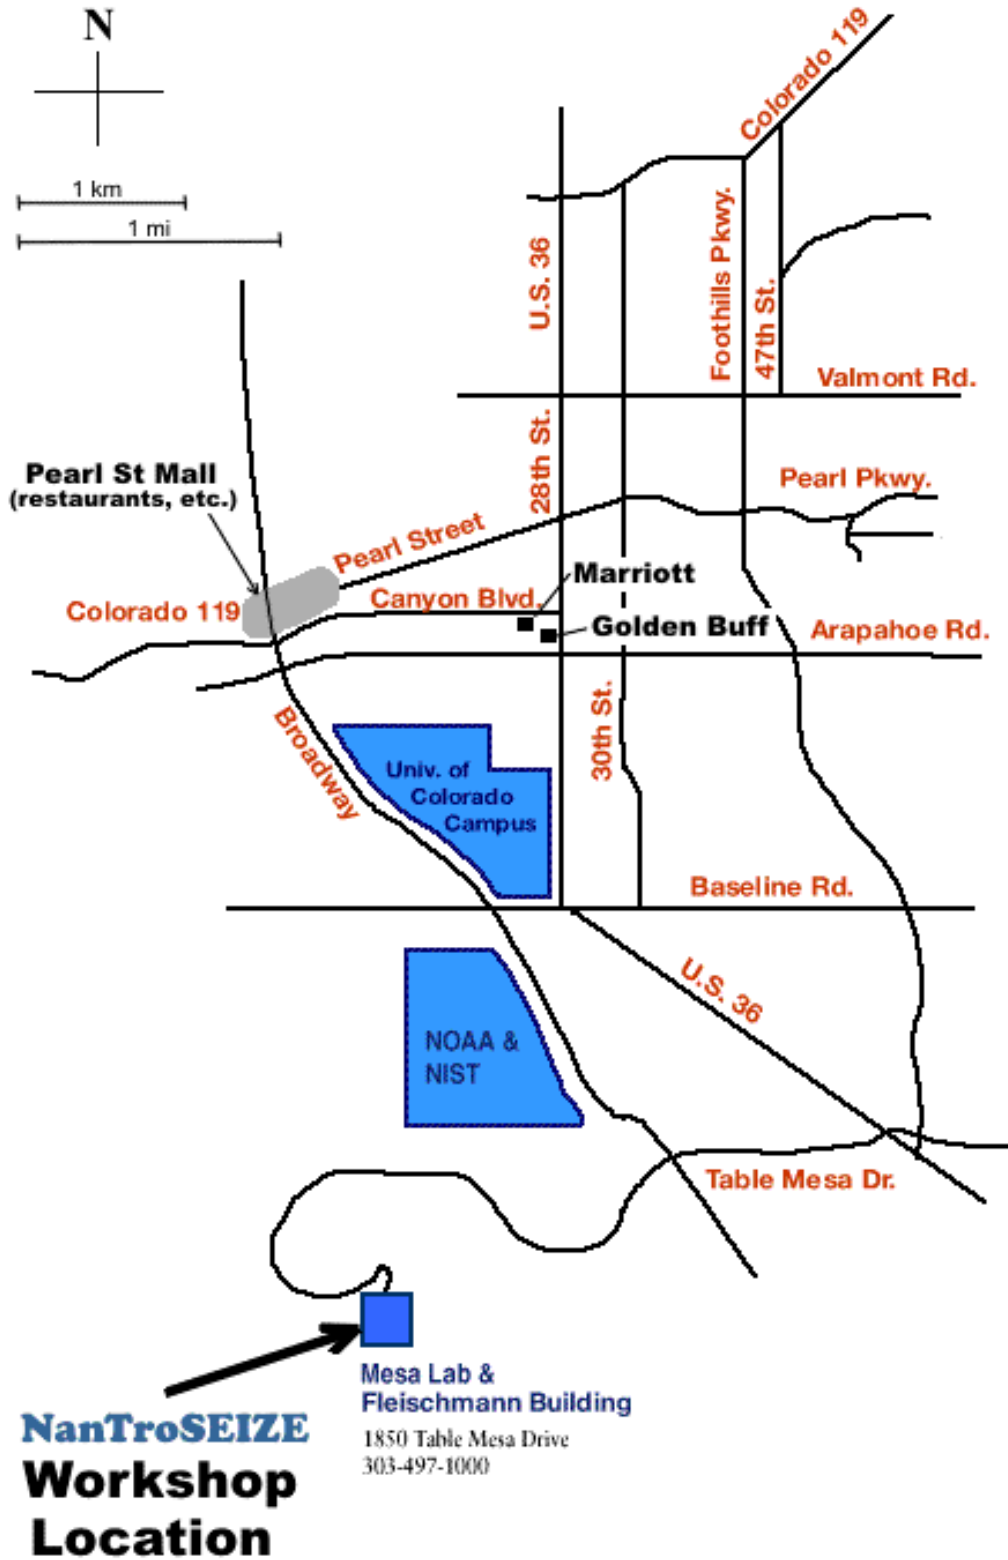 N
Colorado 119
1 km
1 mi
U.S. 36
Foothills Pkwy.
47th St.
Valmont Rd.
28th St.
Pearl St Mall
(restaurants, etc.)
Pearl Pkwy.
Pearl Street
Marriott
Canyon Blvd.
Colorado 119
Golden Buff
Arapahoe Rd.
30th St.
Broadway
Univ. of
Colorado
Campus
Baseline Rd.
U.S. 36
NOAA &
NIST
Table Mesa Dr.
Mesa Lab &
Fleischmann Building
1850 Table Mesa Drive
303-497-1000
NanTroSEIZE
Workshop
Location